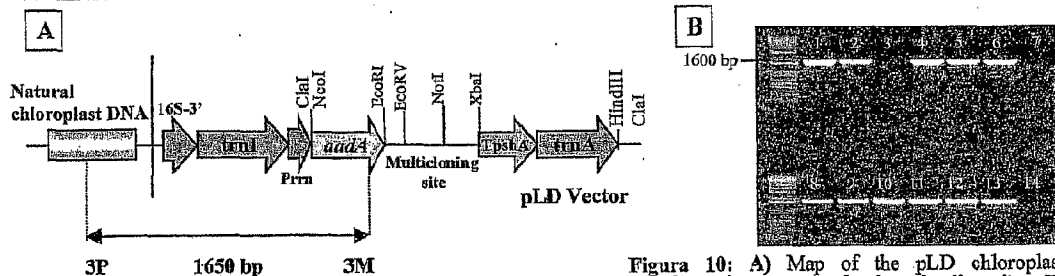 A
B
1600 bp
1 2 3 4 5 6 7
ClaI
NcoI
EcoRI
EcoRV
NotI
XbaI
HindIII
ClaI
Natural
chloroplast DNA
16S-3'
trnI
aadA
TpsbA
trnA
Prrn
Multicloning
site
pLD Vector
9 10 11 12 13
3P 1650 bp 3M
Figura 10: A) Map of the pLD chloroplas